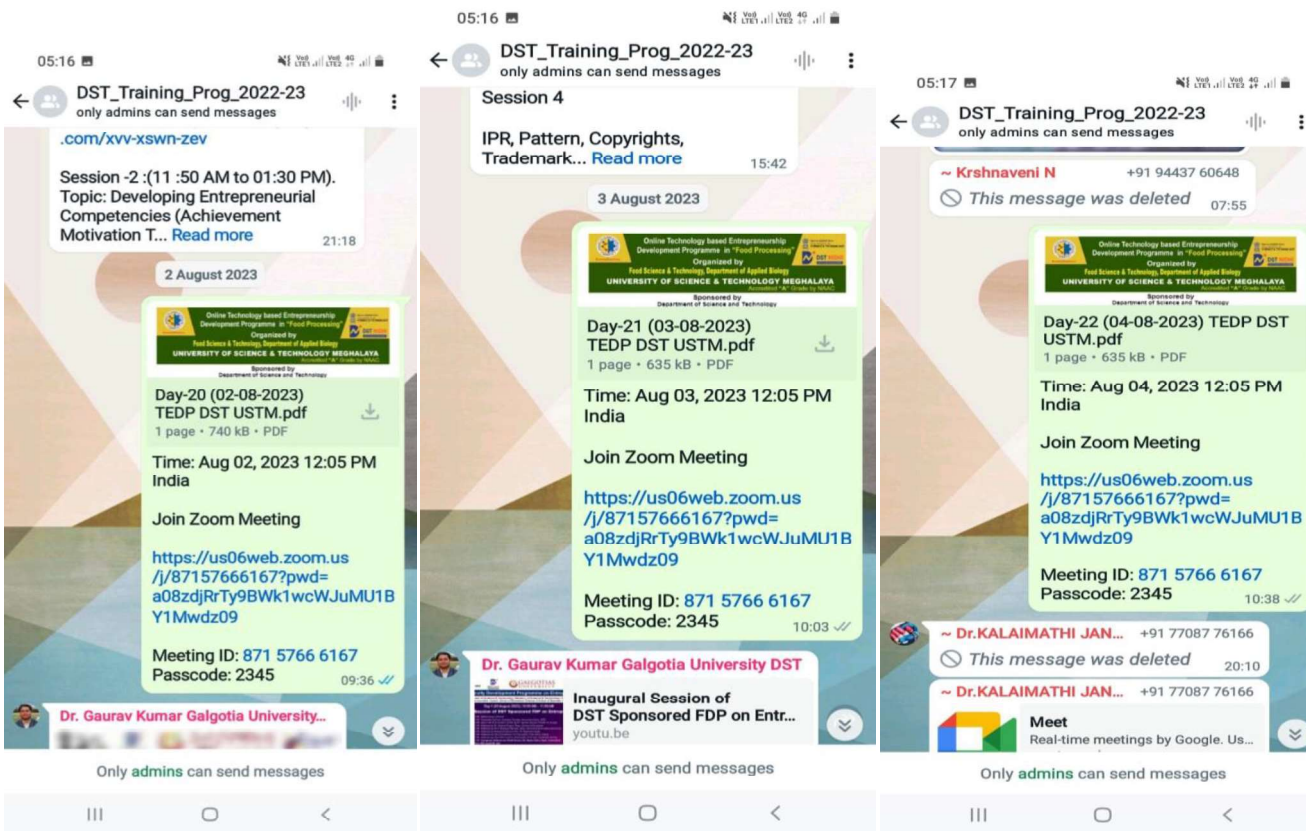 05:16
DST_Training_Prog_2022-23
only admins can send messages
.com/xvv-xswn-zev
Session -2 :(11 :50 AM to 01:30 PM).
Topic: Developing Entrepreneurial
Competencies (Achievement
Motivation T... Read more
21:18
2 August 2023
Online Technology based Entrepreneurship
Development Programme in "Food Processing"
Organized by
Food Science & Technology, Department of Applied Biology
UNIVERSITY OF SCIENCE & TECHNOLOGY MEGHALAYA
Accredited "A" Grade by NAAC
Sponsored by
Department of Science and Technology
Day-20 (02-08-2023)
TEDP DST USTM.pdf
1 page • 740 kB • PDF
Time: Aug 02, 2023 12:05 PM
India
Join Zoom Meeting
https://us06web.zoom.us
/j/87157666167?pwd=
a08zdjRrTy9BWk1wcWJuMU1B
Y1Mwdz09
Meeting ID: 871 5766 6167
Passcode: 2345
09:36
Dr. Gaurav Kumar Galgotia University...
Only admins can send messages
05:16
DST_Training_Prog_2022-23
only admins can send messages
Session 4
IPR, Pattern, Copyrights,
Trademark... Read more
15:42
3 August 2023
Online Technology based Entrepreneurship
Development Programme in "Food Processing"
Organized by
Food Science & Technology, Department of Applied Biology
UNIVERSITY OF SCIENCE & TECHNOLOGY MEGHALAYA
Accredited "A" Grade by NAAC
Sponsored by
Department of Science and Technology
Day-21 (03-08-2023)
TEDP DST USTM.pdf
1 page • 635 kB • PDF
Time: Aug 03, 2023 12:05 PM
India
Join Zoom Meeting
https://us06web.zoom.us
/j/87157666167?pwd=
a08zdjRrTy9BWk1wcWJuMU1B
Y1Mwdz09
Meeting ID: 871 5766 6167
Passcode: 2345
10:03
Dr. Gaurav Kumar Galgotia University DST
Inaugural Session of
DST Sponsored FDP on Entr...
youtu.be
Only admins can send messages
05:17
DST_Training_Prog_2022-23
only admins can send messages
~ Krshnaveni N +91 94437 60648
This message was deleted
07:55
Online Technology based Entrepreneurship
Development Programme in "Food Processing"
Organized by
Food Science & Technology, Department of Applied Biology
UNIVERSITY OF SCIENCE & TECHNOLOGY MEGHALAYA
Accredited "A" Grade by NAAC
Sponsored by
Department of Science and Technology
Day-22 (04-08-2023) TEDP DST
USTM.pdf
1 page • 635 kB • PDF
Time: Aug 04, 2023 12:05 PM
India
Join Zoom Meeting
https://us06web.zoom.us
/j/87157666167?pwd=
a08zdjRrTy9BWk1wcWJuMU1B
Y1Mwdz09
Meeting ID: 871 5766 6167
Passcode: 2345
10:38
~ Dr.KALAIMATHI JAN... +91 77087 76166
This message was deleted
20:10
~ Dr.KALAIMATHI JAN... +91 77087 76166
Meet
Real-time meetings by Google. Us...
Only admins can send messages